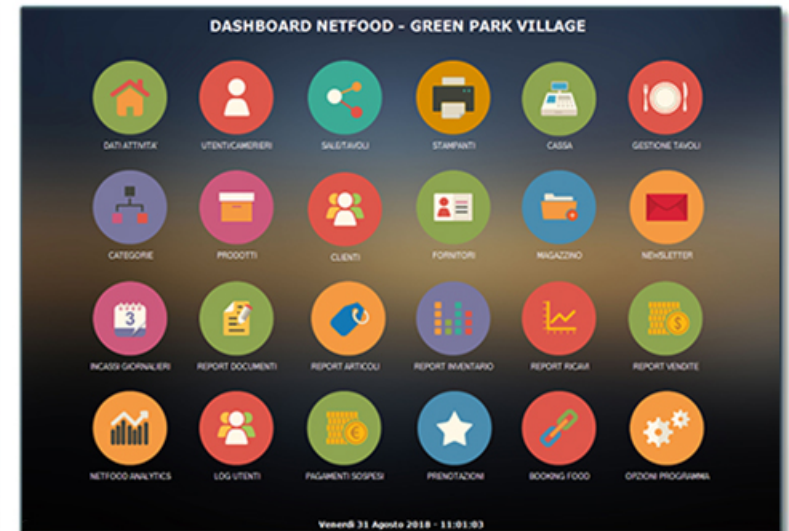 DASHBOARD NETFOOD - GREEN PARK VILLAGE
DATI ATTIVITA'
UTENTI/CAMERIERI
SALE/TAVOLI
STAMPANTI
CASSA
GESTIONE TAVOLI
CATEGORIE
PRODOTTI
CLIENTI
FORNITORI
MAGAZZINO
NEWSLETTER
3
INCASSI GIORNALIERI
REPORT DOCUMENTI
REPORT ARTICOLI
REPORT INVENTARIO
REPORT RICAVI
$
REPORT VENDITE
NETFOOD ANALYTICS
LOG UTENTI
€
PAGAMENTI SOSPESI
PRENOTAZIONI
BOOKING FOOD
OPZIONI PROGRAMMA
Venerdì 31 Agosto 2018 - 11:01:03